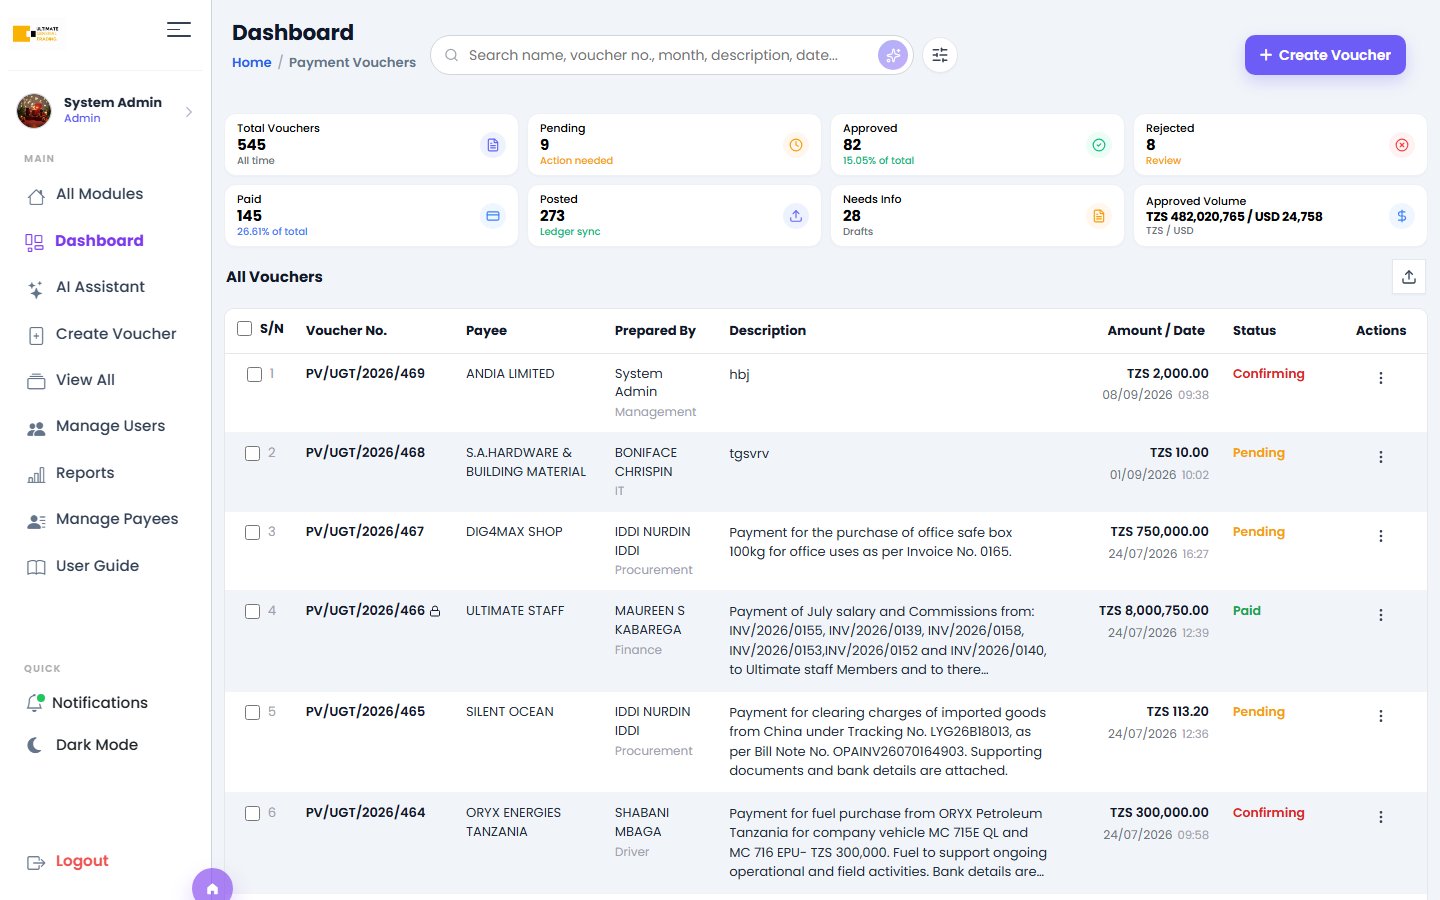 ULTIMATE
Dashboard
Home / Payment Vouchers
Search name, voucher no., month, description, date...
+ Create Voucher
System Admin
Admin
MAIN
All Modules
Dashboard
AI Assistant
Create Voucher
View All
Manage Users
Reports
Manage Payees
User Guide
QUICK
Notifications
Dark Mode
Logout
Total Vouchers
545
All time
Pending
9
Action needed
Approved
82
15.05% of total
Rejected
8
Review
Paid
145
26.61% of total
Posted
273
Ledger sync
Needs Info
28
Drafts
Approved Volume
TZS 482,020,765 / USD 24,758
TZS / USD
All Vouchers
S/N Voucher No. Payee Prepared By Description Amount / Date Status Actions
1 PV/UGT/2026/469 ANDIA LIMITED System Admin Management hbj TZS 2,000.00 08/09/2026 09:38 Confirming
2 PV/UGT/2026/468 S.A.HARDWARE & BUILDING MATERIAL BONIFACE CHRISPIN IT tgsvrv TZS 10.00 01/09/2026 10:02 Pending
3 PV/UGT/2026/467 DIG4MAX SHOP IDDI NURDIN IDDI Procurement
Payment for the purchase of office safe box
100kg for office uses as per Invoice No. 0165.
TZS 750,000.00 24/07/2026 16:27 Pending
4 PV/UGT/2026/466 ULTIMATE STAFF MAUREEN S KABAREGA Finance
Payment of July salary and Commissions from:
INV/2026/0155, INV/2026/0139, INV/2026/0158,
INV/2026/0153,INV/2026/0152 and INV/2026/0140,
to Ultimate staff Members and to there...
TZS 8,000,750.00 24/07/2026 12:39 Paid
5 PV/UGT/2026/465 SILENT OCEAN IDDI NURDIN IDDI Procurement
Payment for clearing charges of imported goods
from China under Tracking No. LYG26B18013, as
per Bill Note No. OPAINV26070164903. Supporting
documents and bank details are attached.
TZS 113.20 24/07/2026 12:36 Pending
6 PV/UGT/2026/464 ORYX ENERGIES TANZANIA SHABANI MBAGA Driver
Payment for fuel purchase from ORYX Petroleum
Tanzania for company vehicle MC 715E QL and
MC 716 EPU- TZS 300,000. Fuel to support ongoing
operational and field activities. Bank details are...
TZS 300,000.00 24/07/2026 09:58 Confirming